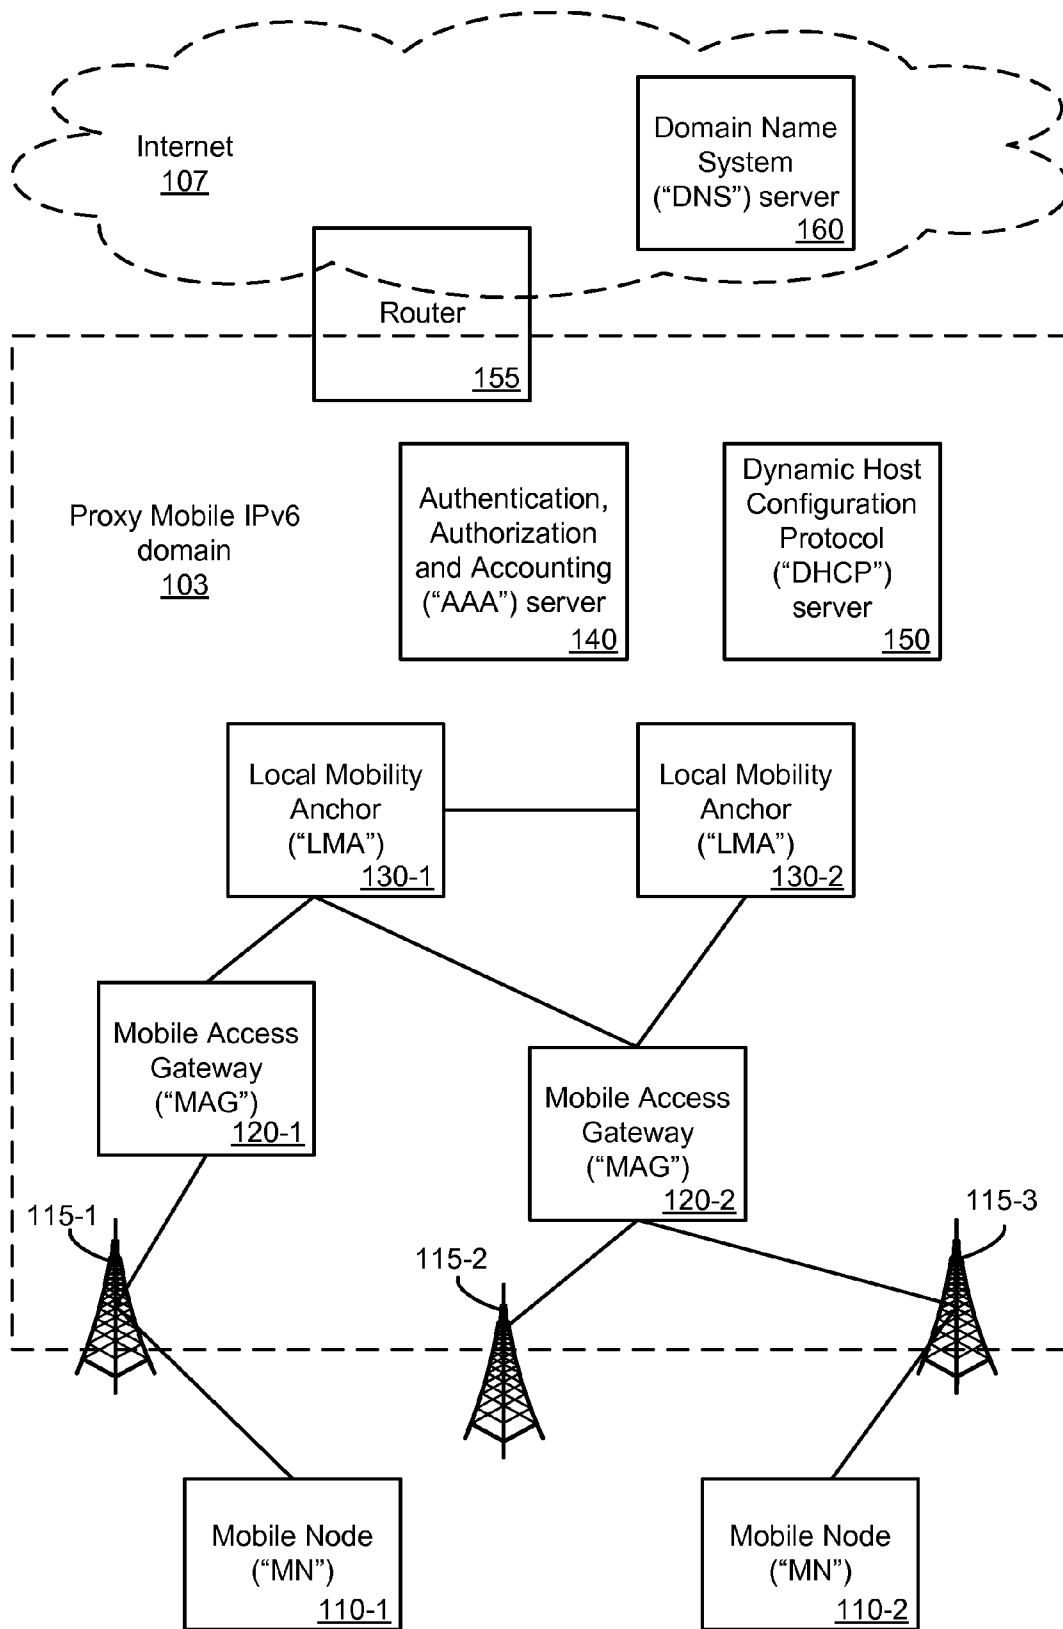 Internet
107
Domain Name
System
(“DNS”) server
160
Router
155
Proxy Mobile IPv6
domain
103
Authentication,
Authorization
and Accounting
(“AAA”) server
140
Dynamic Host
Configuration
Protocol
(“DHCP”)
server
150
Local Mobility
Anchor
(“LMA”)
130-1
Local Mobility
Anchor
(“LMA”)
130-2
Mobile Access
Gateway
(“MAG”)
120-1
Mobile Access
Gateway
(“MAG”)
120-2
115-1
115-2
115-3
Mobile Node
(“MN”)
110-1
Mobile Node
(“MN”)
110-2